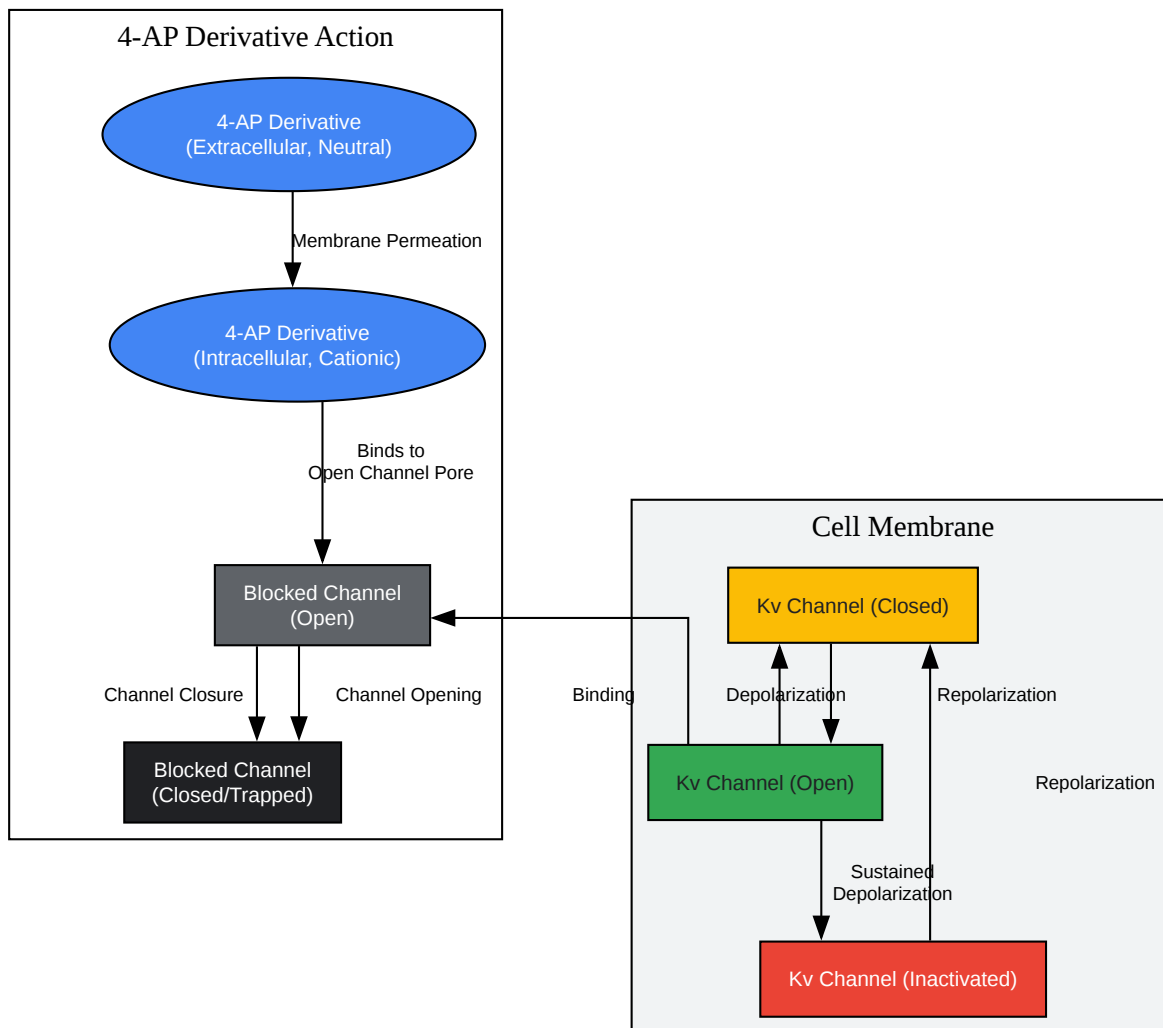 4-AP Derivative Action
4-AP Derivative
(Extracellular, Neutral)
Membrane Permeation
4-AP Derivative
(Intracellular, Cationic)
Binds to
Open Channel Pore
Blocked Channel
(Open)
Channel Closure
Channel Opening
Blocked Channel
(Closed/Trapped)
Binding
Cell Membrane
Kv Channel (Closed)
Depolarization
Repolarization
Kv Channel (Open)
Repolarization
Sustained
Depolarization
Kv Channel (Inactivated)